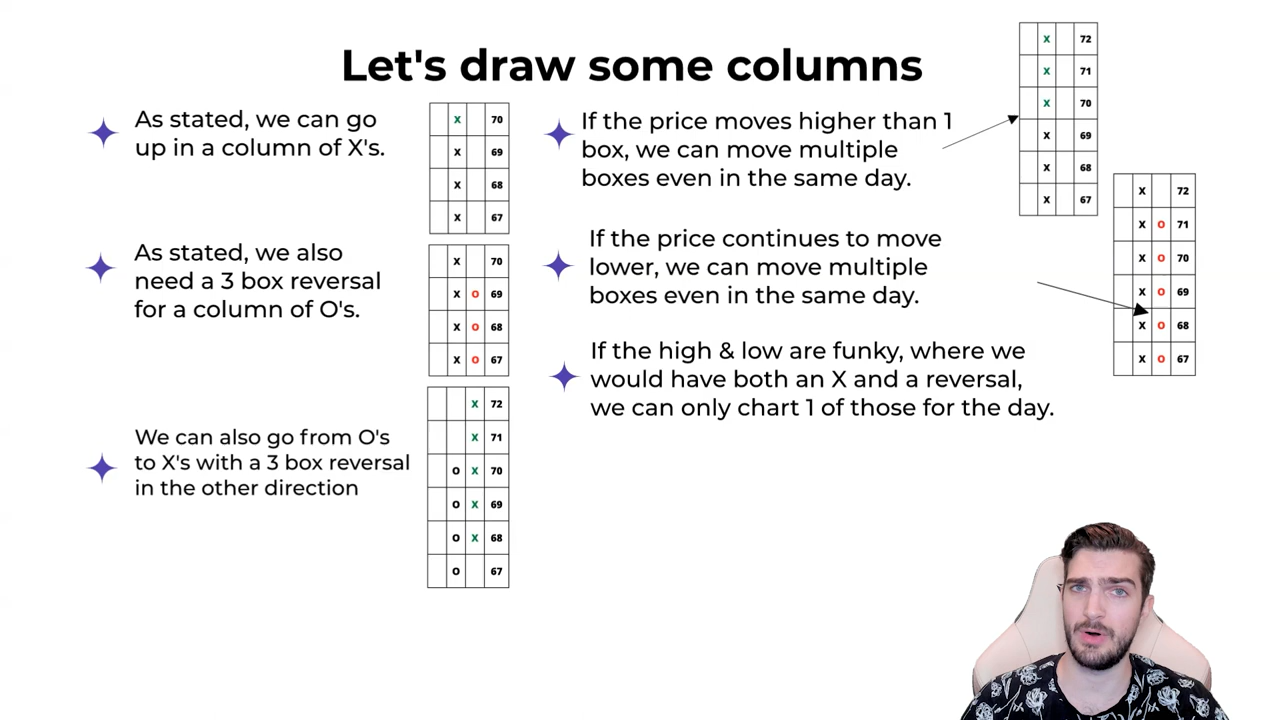 Let's draw some columns
As stated, we can go
up in a column of X's.
X 70
X 69
X 68
X 67
As stated, we also
need a 3 box reversal
for a column of O's.
X 70
X O 69
X O 68
X O 67
We can also go from O's
to X's with a 3 box reversal
in the other direction
X 72
X 71
O X 70
O X 69
O X 68
O 67
If the price moves higher than 1
box, we can move multiple
boxes even in the same day.
X 72
X 71
X 70
X 69
X 68
X 67
If the price continues to move
lower, we can move multiple
boxes even in the same day.
X 72
X O 71
X O 70
X O 69
X O 68
X O 67
If the high & low are funky, where we
would have both an X and a reversal,
we can only chart 1 of those for the day.